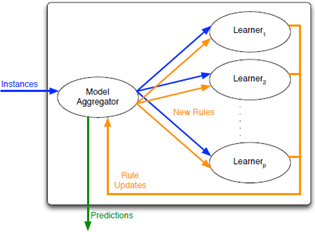 Learner1
Instances
Model
Aggregator
Learner2
New Rules
Learnerp
Rule
Updates
Predictions